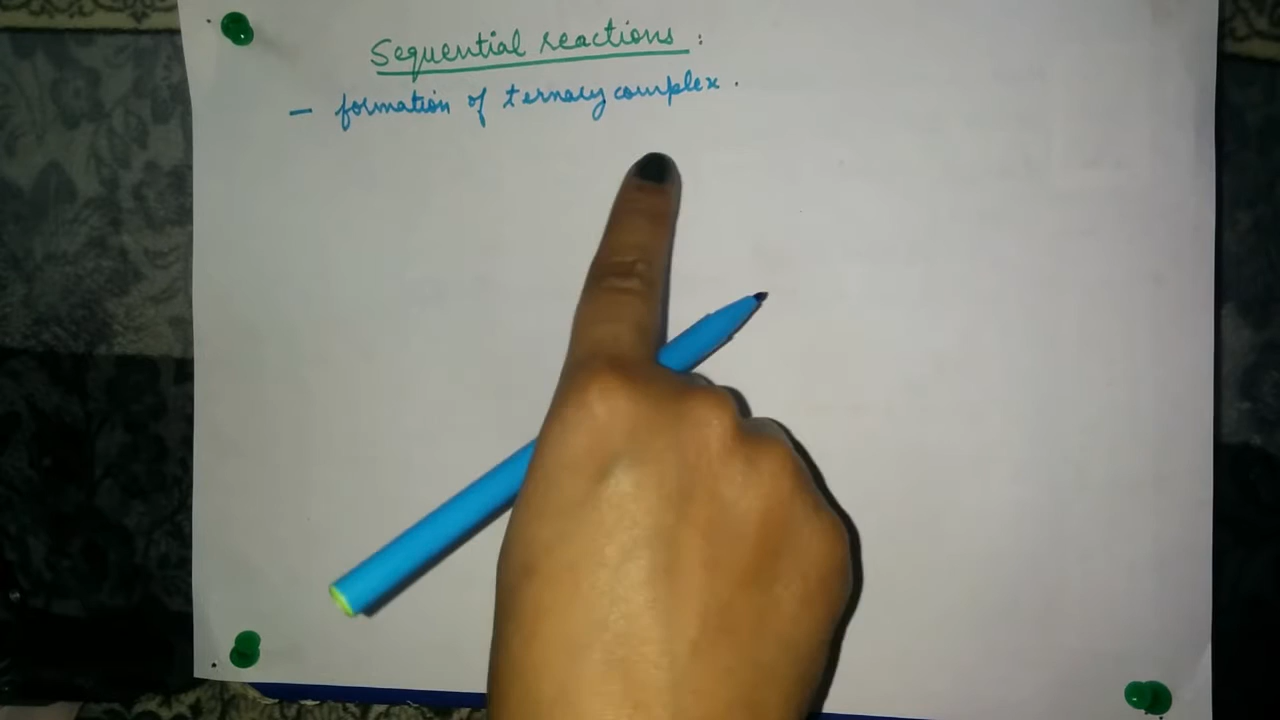 Sequential reactions :
- formation of ternary complex .